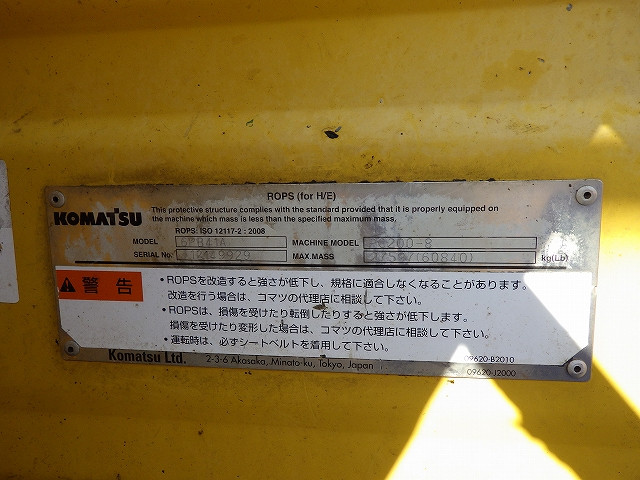 ROPS (for H/E)
KOMATSU
This protective structure complies with the standard provided that it is properly equipped on
the machine which mass is less than the specified maximum mass.
ROPS: ISO 12117-2 : 2008
MODEL MACHINE MODEL PC200-8
SERIAL No. MAX MASS (60840) kg(Lb)
警告
• ROPSを改造すると強さが低下し、規格に適合しなくなることがあります。
改造を行う場合は、コマツの代理店に相談して下さい。
• ROPSは、損傷を受けたり転倒したりすると強さが低下します。
損傷を受けたり変形した場合は、コマツの代理店に相談して下さい。
• 運転時は、必ずシートベルトを着用して下さい。
Komatsu Ltd. 2-3-6 Akasaka, Minato-ku, Tokyo, Japan
09620-B2010
09620-J2000